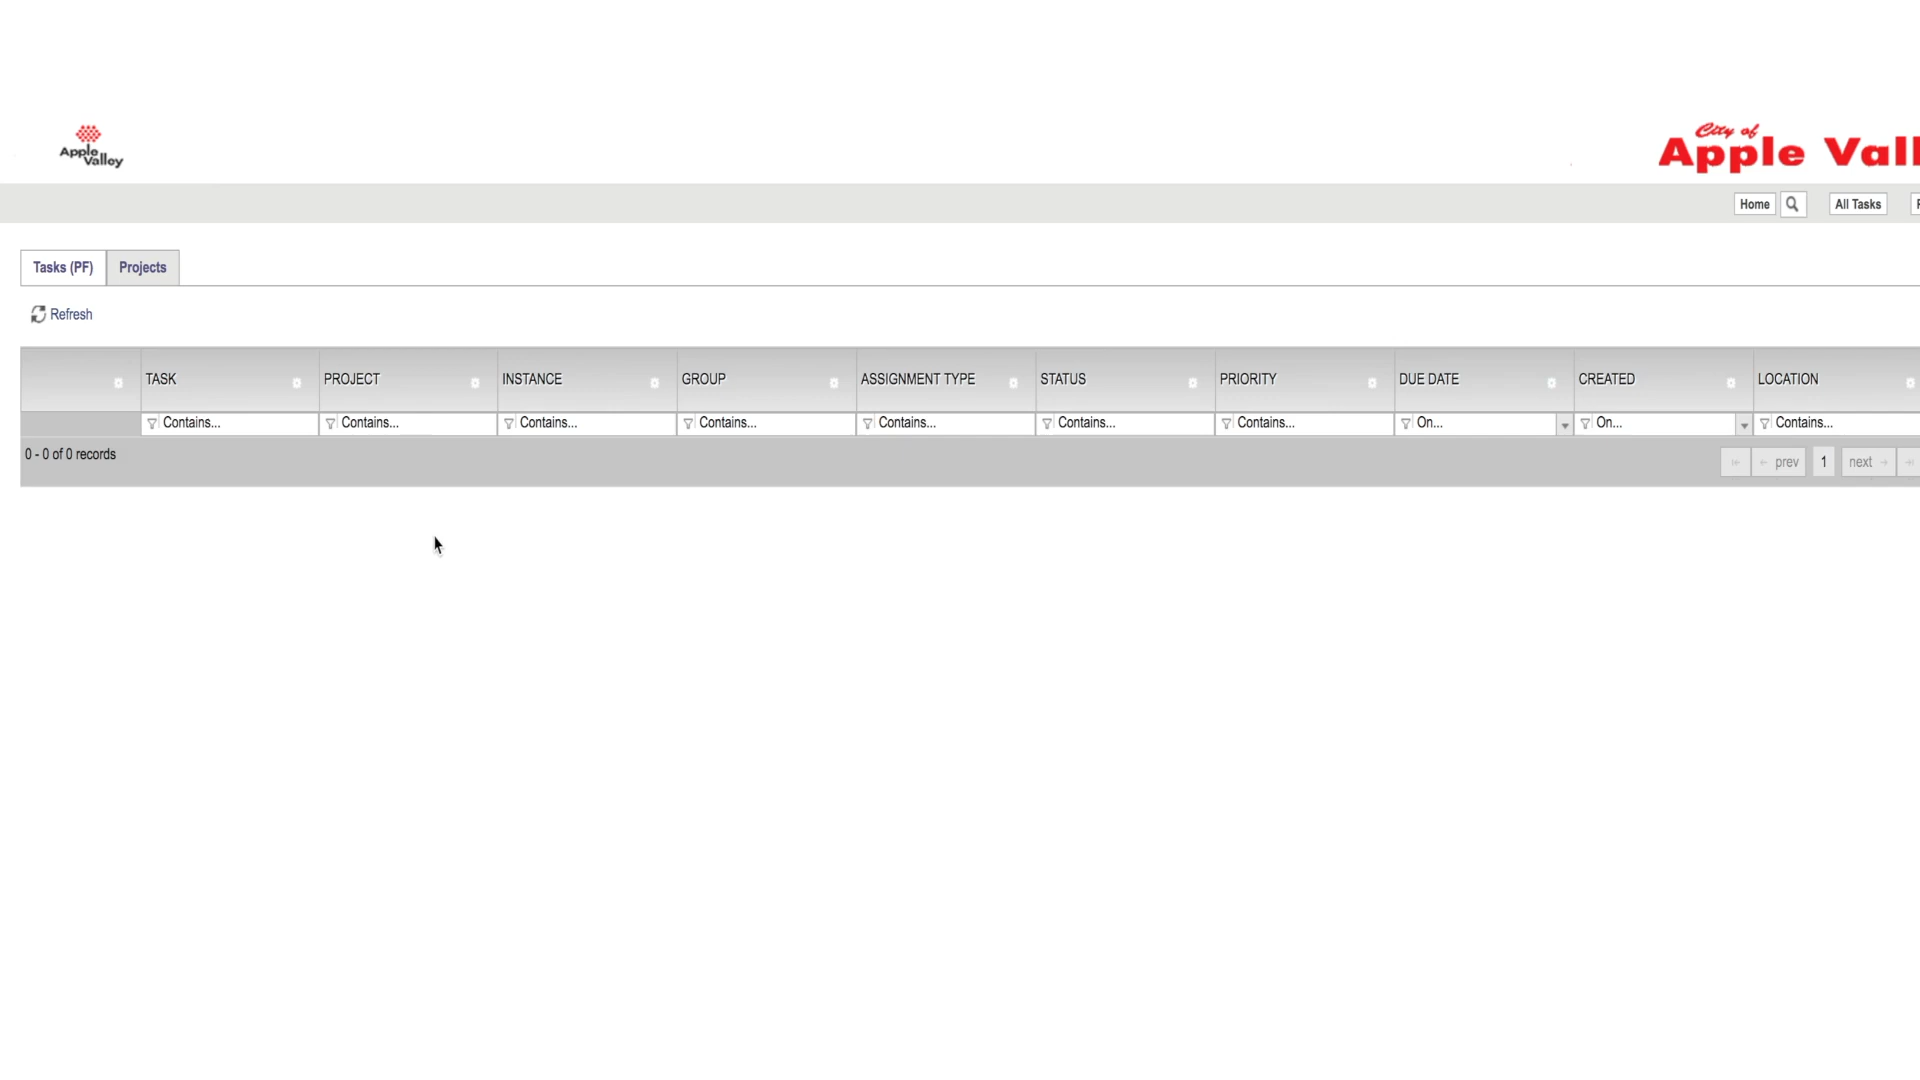 Apple
Valley
City of
Apple Vall
Home
All Tasks
Tasks (PF)
Projects
Refresh
TASK
PROJECT
INSTANCE
GROUP
ASSIGNMENT TYPE
STATUS
PRIORITY
DUE DATE
CREATED
LOCATION
Contains...
Contains...
Contains...
Contains...
Contains...
Contains...
Contains...
On...
On...
Contains...
0 - 0 of 0 records
prev
1
next